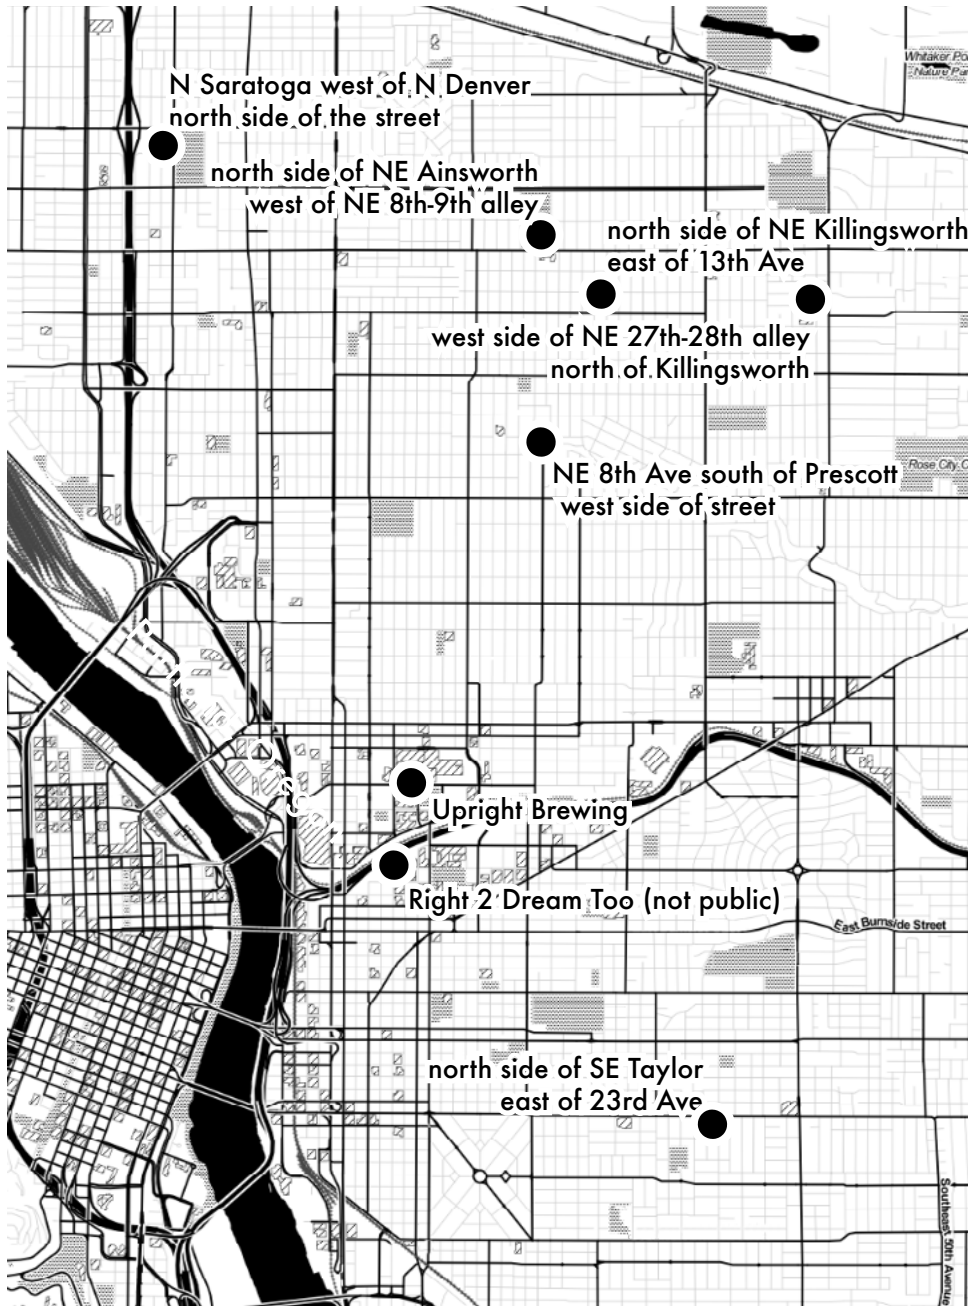 Whitaker
Nature
N Saratoga west of N Denver
north side of the street
north side of NE Ainsworth
west of NE 8th-9th alley
north side of NE Killingsworth
east of 13th Ave
west side of NE 27th-28th alley
north of Killingsworth
Rose City
NE 8th Ave south of Prescott
west side of street
Upright Brewing
Right 2 Dream Too (not public)
East Burnside Street
north side of SE Taylor
east of 23rd Ave
Southeast 50th Avenue